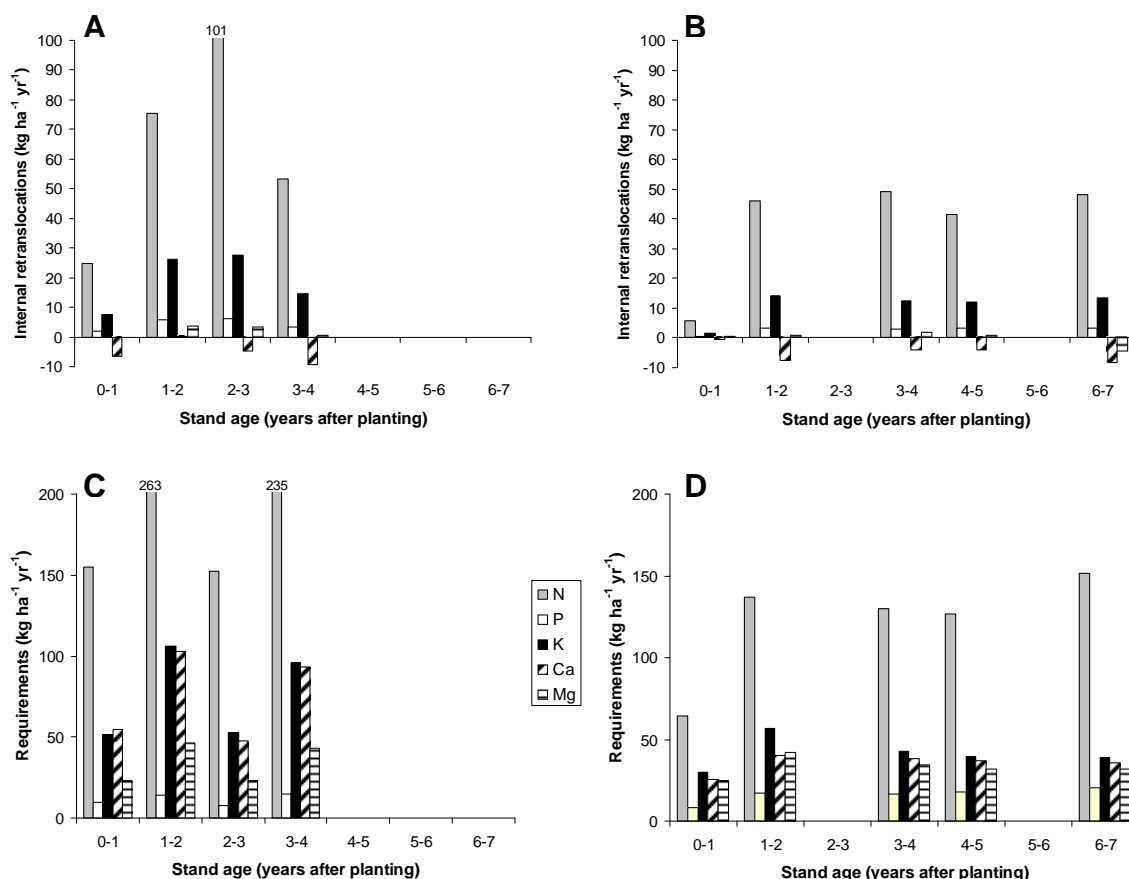 A
101
100
90
80
70
60
50
40
30
20
10
0
-10
Internal retranslocations (kg ha⁻¹ yr⁻¹)
0-1 1-2 2-3 3-4 4-5 5-6 6-7
Stand age (years after planting)
B
100
90
80
70
60
50
40
30
20
10
0
-10
Internal retranslocations (kg ha⁻¹ yr⁻¹)
0-1 1-2 2-3 3-4 4-5 5-6 6-7
Stand age (years after planting)
C
263 235
200
150
100
50
0
Requirements (kg ha⁻¹ yr⁻¹)
0-1 1-2 2-3 3-4 4-5 5-6 6-7
Stand age (years after planting)
N
P
K
Ca
Mg
D
200
150
100
50
0
Requirements (kg ha⁻¹ yr⁻¹)
0-1 1-2 2-3 3-4 4-5 5-6 6-7
Stand age (years after planting)